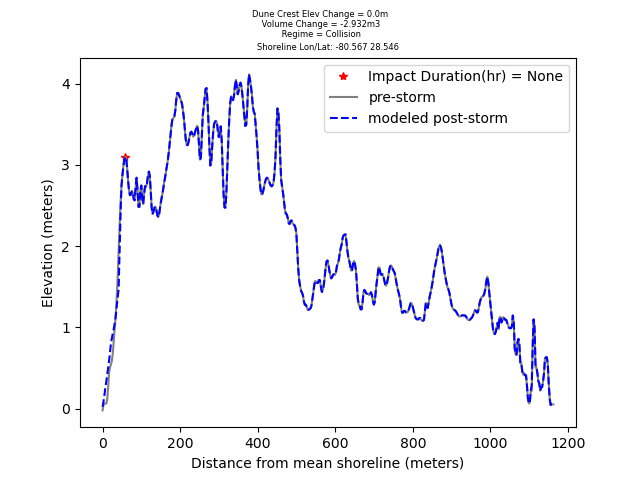 Dune Crest Elev Change = 0.0m
Volume Change = -2.932m3
Regime = Collision
Shoreline Lon/Lat: -80.567 28.546
Impact Duration(hr) = None
pre-storm
modeled post-storm
Elevation (meters)
4
3
2
1
0
0 200 400 600 800 1000 1200
Distance from mean shoreline (meters)